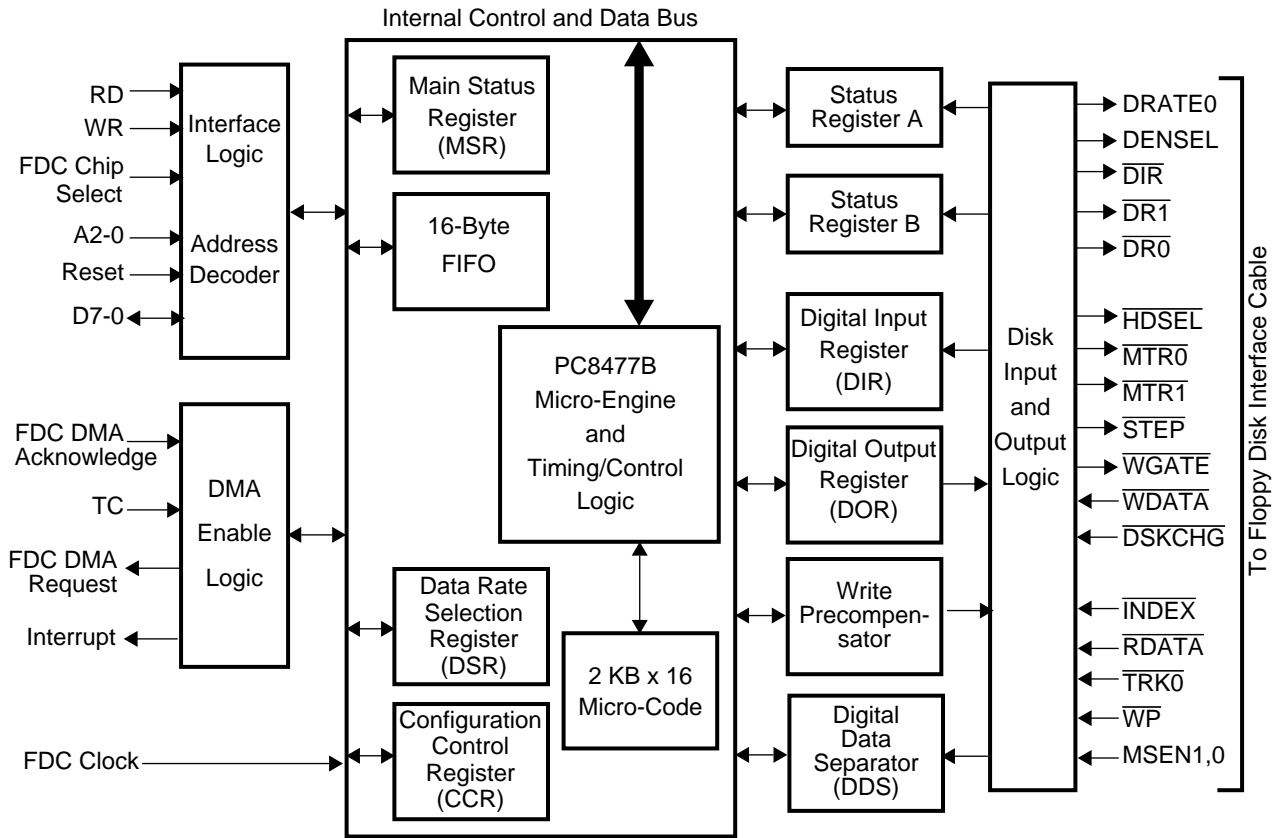 Internal Control and Data Bus
RD
WR
FDC Chip
Select
A2-0
Reset
D7-0
Interface
Logic
Address
Decoder
FDC DMA
Acknowledge
TC
FDC DMA
Request
Interrupt
DMA
Enable
Logic
FDC Clock
Main Status
Register
(MSR)
16-Byte
FIFO
PC8477B
Micro-Engine
and
Timing/Control
Logic
Data Rate
Selection
Register
(DSR)
2 KB x 16
Micro-Code
Configuration
Control
Register
(CCR)
Status
Register A
Status
Register B
Digital Input
Register
(DIR)
Digital Output
Register
(DOR)
Write
Precompen-
sator
Digital
Data
Separator
(DDS)
Disk
Input
and
Output
Logic
DRATE0
DENSEL
DIR
DR1
DR0
HDSEL
MTR0
MTR1
STEP
WGATE
WDATA
DSKCHG
INDEX
RDATA
TRK0
WP
MSEN1,0
To Floppy Disk Interface Cable